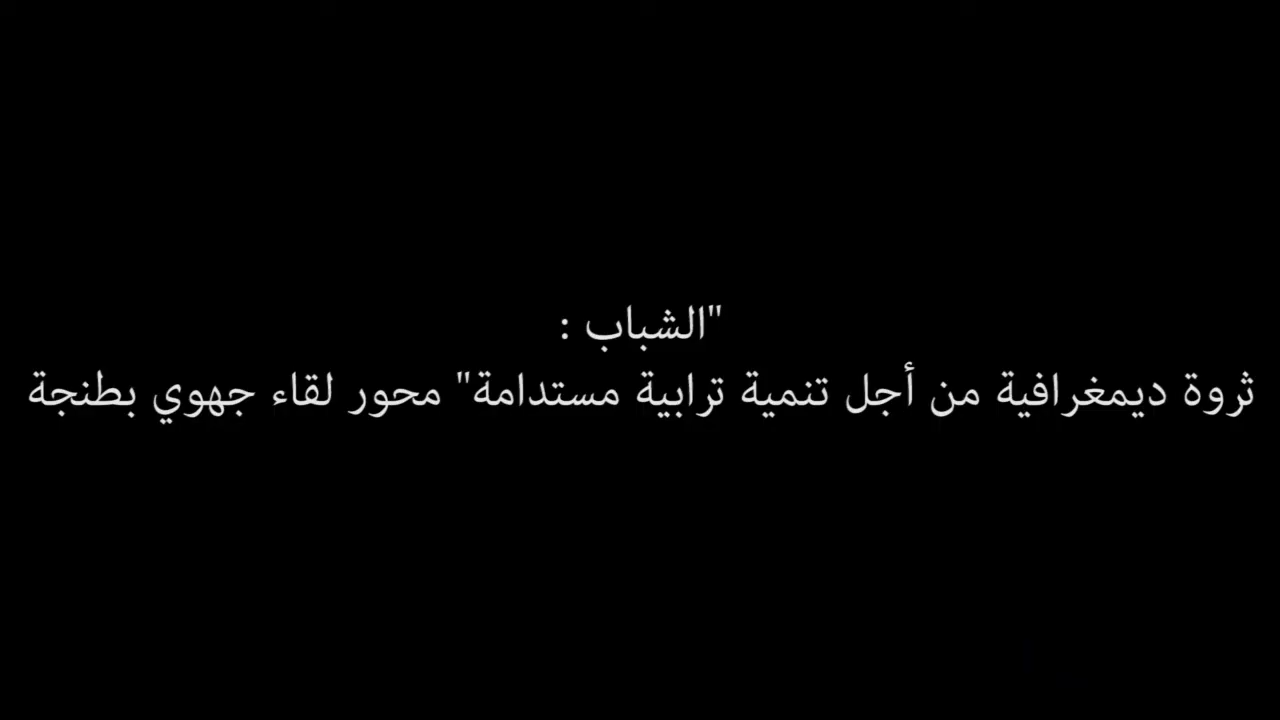 "الشباب :
ثروة ديمغرافية من أجل تنمية ترابية مستدامة" محور لقاء جهوي بطنجة